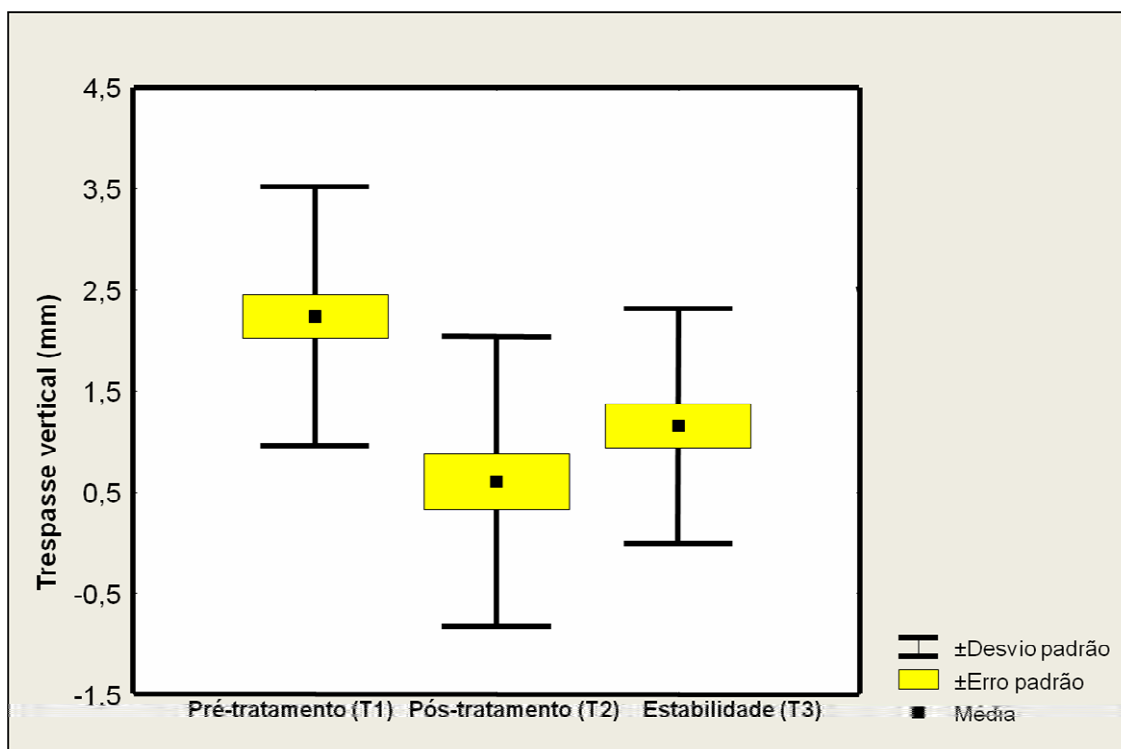 4,5
3,5
2,5
1,5
0,5
-0,5
-1,5
Trespasse vertical (mm)
Pré-tratamento (T1) Pós-tratamento (T2) Estabilidade (T3)
±Desvio padrão
±Erro padrão
Média